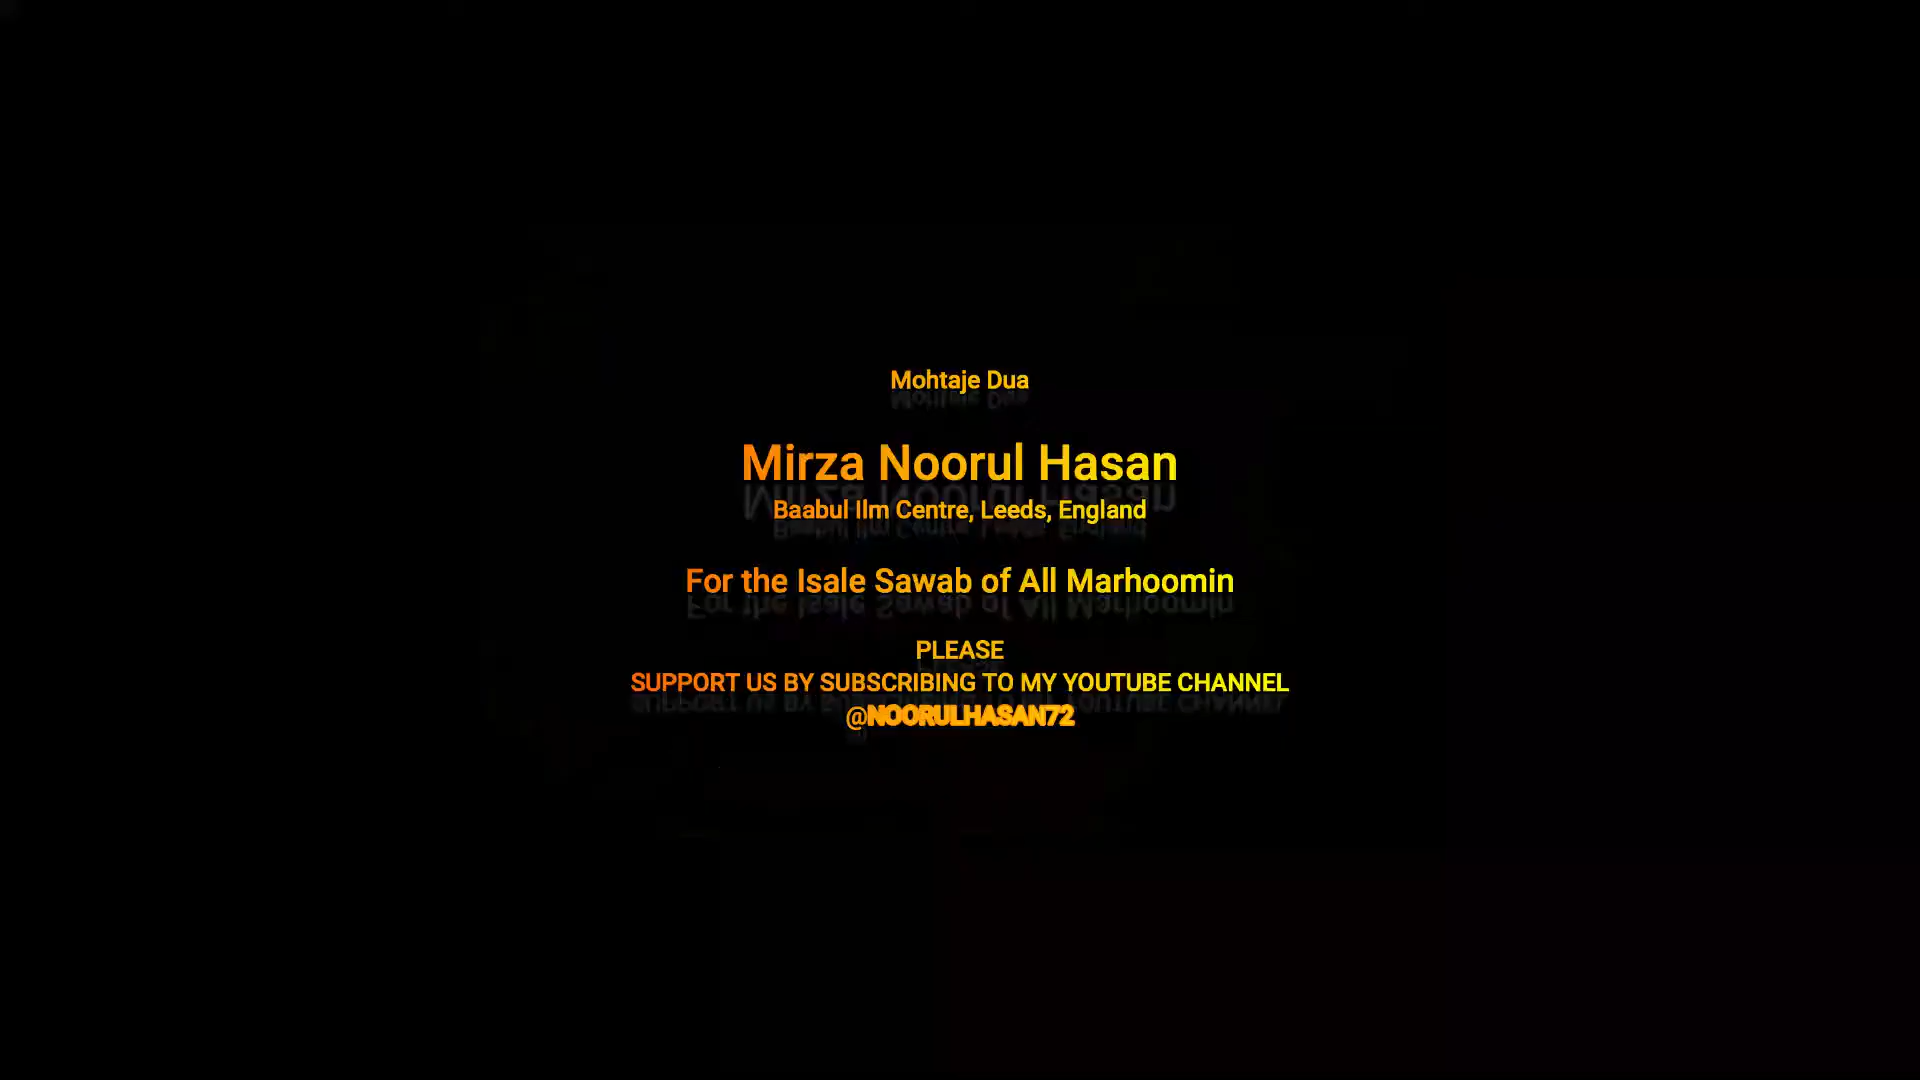 Mohtaje Dua
Mirza Noorul Hasan
Baabul Ilm Centre, Leeds, England
For the Isale Sawab of All Marhoomin
PLEASE
SUPPORT US BY SUBSCRIBING TO MY YOUTUBE CHANNEL
@NOORULHASAN72